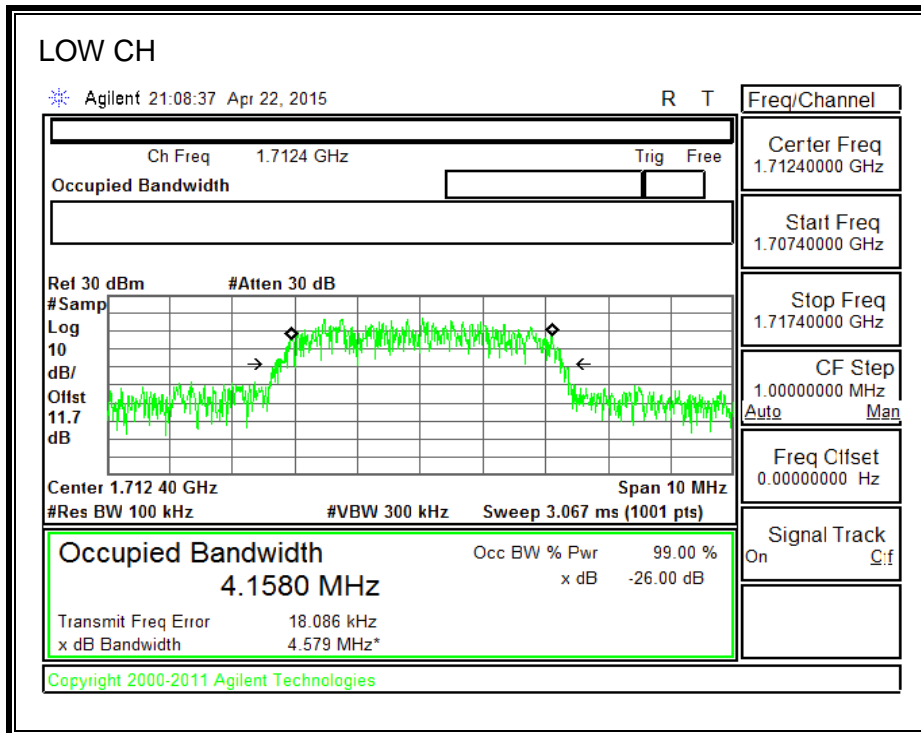 LOW CH
Agilent 21:08:37 Apr 22, 2015 R T
Freq/Channel
Ch Freq 1.7124 GHz Trig Free
Occupied Bandwidth
Center Freq
1.71240000 GHz
Start Freq
1.70740000 GHz
Stop Freq
1.71740000 GHz
CF Step
1.00000000 MHz
Auto Man
Freq Offset
0.00000000 Hz
Signal Track
On Off
Ref 30 dBm #Atten 30 dB
#Samp
Log
10
dB/
Offst
11.7
dB
Center 1.712 40 GHz Span 10 MHz
#Res BW 100 kHz #VBW 300 kHz Sweep 3.067 ms (1001 pts)
Occupied Bandwidth Occ BW % Pwr 99.00 %
4.1580 MHz x dB -26.00 dB
Transmit Freq Error 18.086 kHz
x dB Bandwidth 4.579 MHz*
Copyright 2000-2011 Agilent Technologies